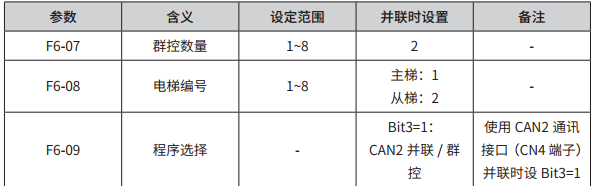 参数 含义 设定范围 并联时设置 备注
F6-07 群控数量 1~8 2 -
F6-08 电梯编号 1~8 主梯：1 -
从梯：2
F6-09 程序选择 - Bit3=1：
CAN2 并联 / 群
控
使用 CAN2 通讯
接口（CN4 端子）
并联时设 Bit3=1